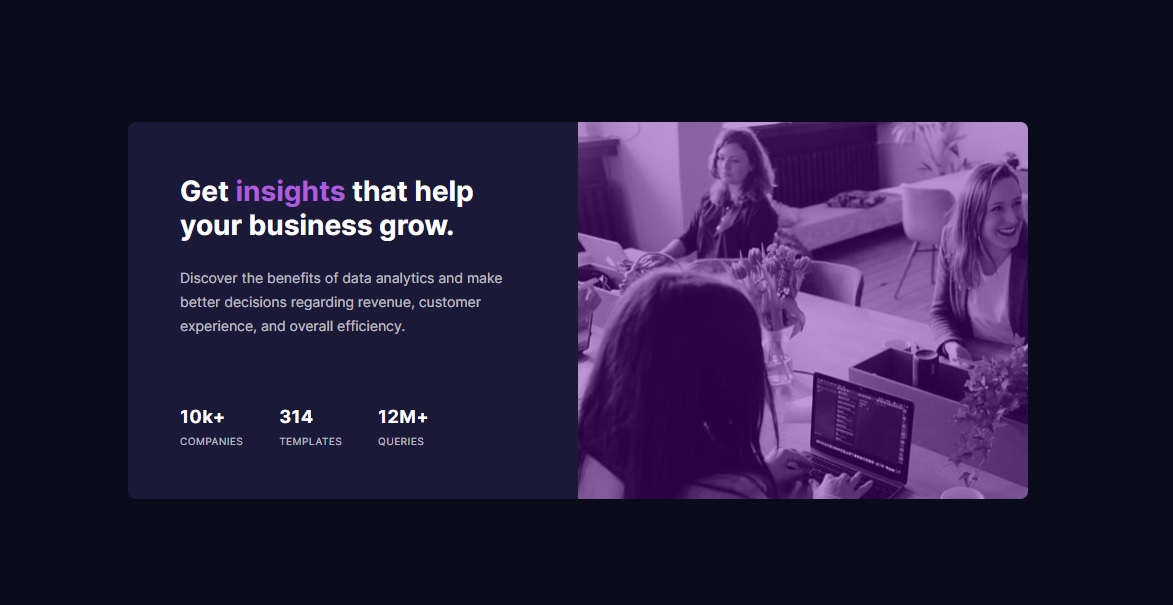 Get insights that help
your business grow.
Discover the benefits of data analytics and make
better decisions regarding revenue, customer
experience, and overall efficiency.
10k+
COMPANIES
314
TEMPLATES
12M+
QUERIES